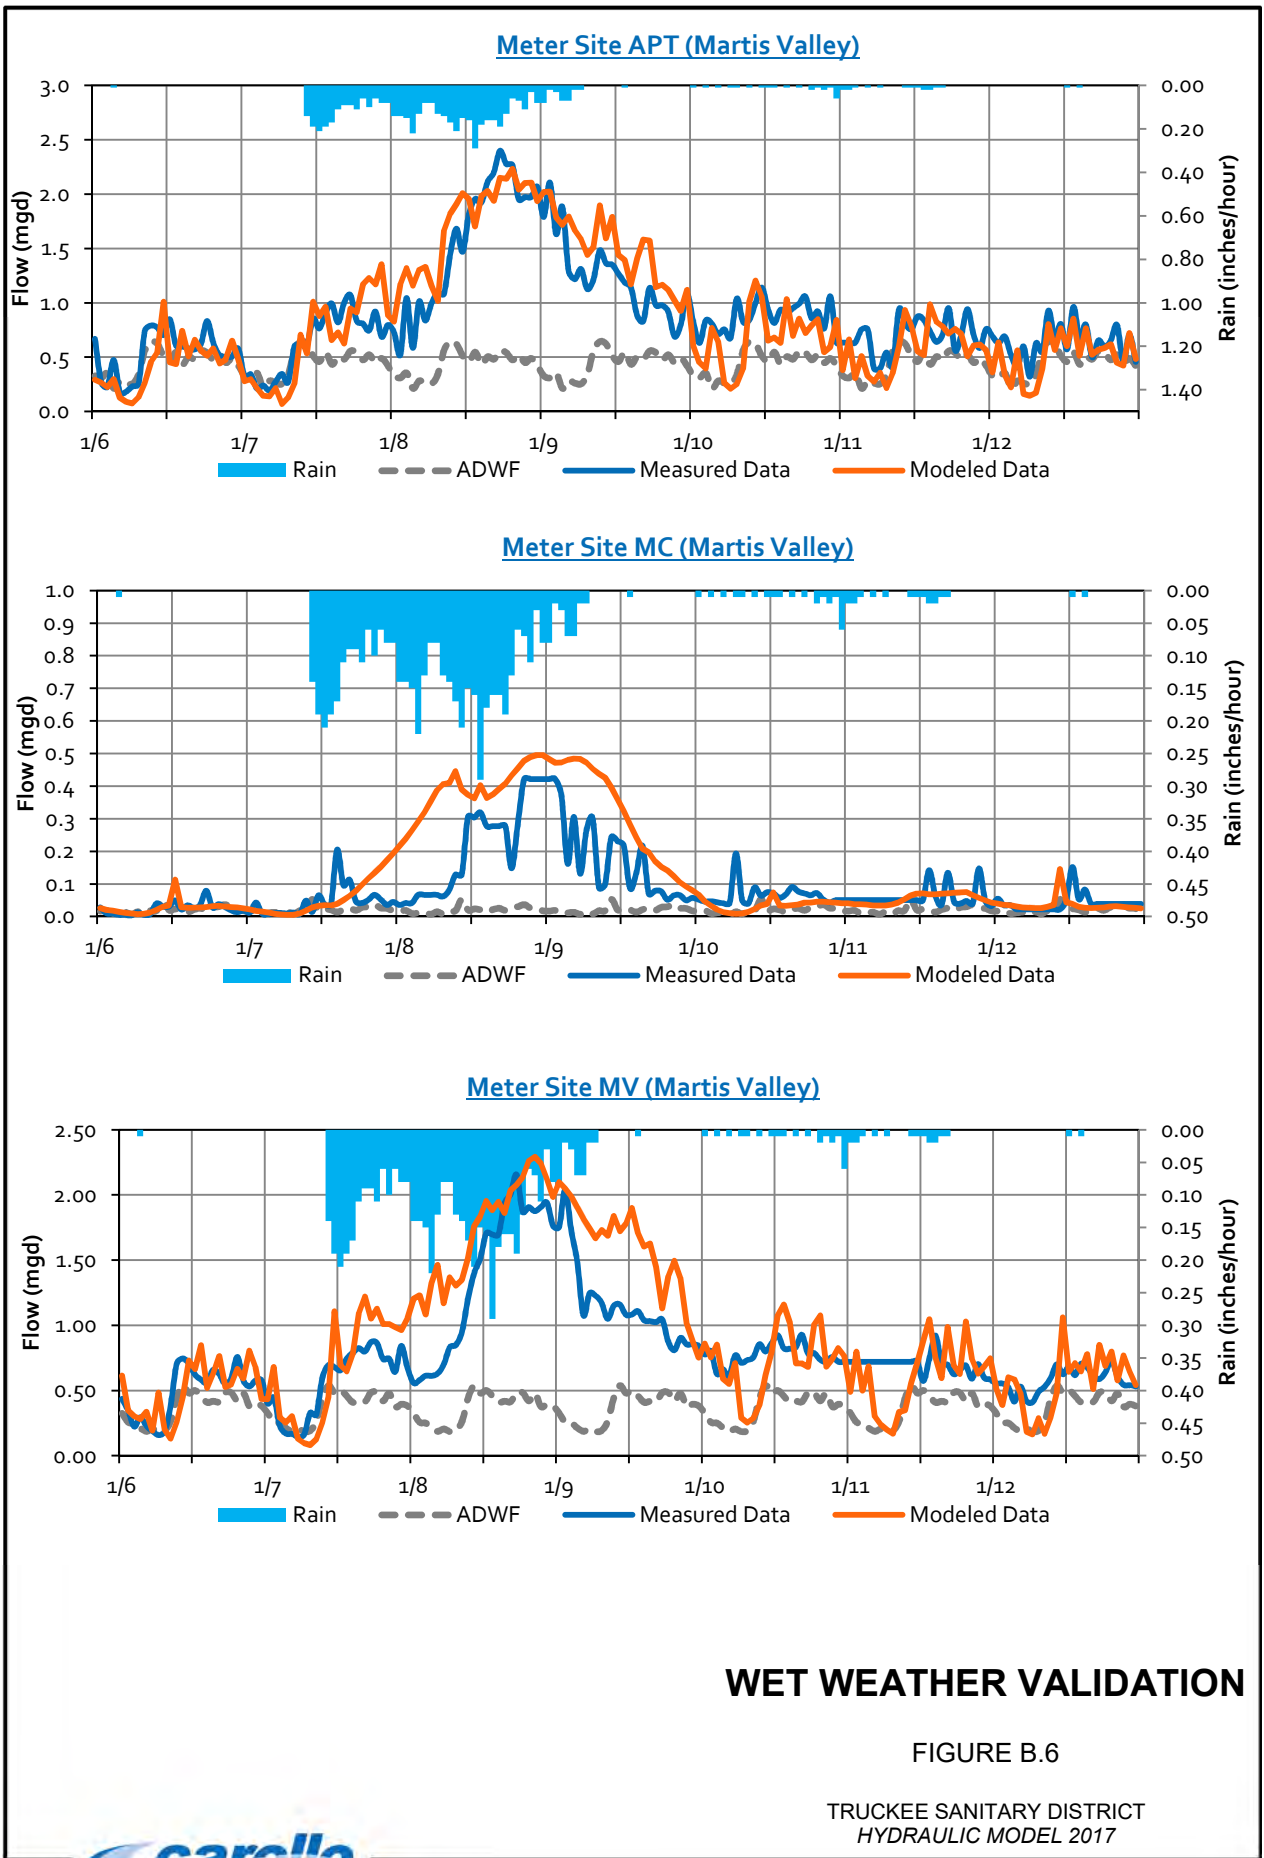 Meter Site APT (Martis Valley)
3.0
2.5
2.0
1.5
1.0
0.5
0.0
Flow (mgd)
0.00
0.20
0.40
0.60
0.80
1.00
1.20
1.40
Rain (inches/hour)
1/6 1/7 1/8 1/9 1/10 1/11 1/12
Rain ADWF Measured Data Modeled Data
Meter Site MC (Martis Valley)
1.0
0.9
0.8
0.7
0.6
0.5
0.4
0.3
0.2
0.1
0.0
Flow (mgd)
0.00
0.05
0.10
0.15
0.20
0.25
0.30
0.35
0.40
0.45
0.50
Rain (inches/hour)
1/6 1/7 1/8 1/9 1/10 1/11 1/12
Rain ADWF Measured Data Modeled Data
Meter Site MV (Martis Valley)
2.50
2.00
1.50
1.00
0.50
0.00
Flow (mgd)
0.00
0.05
0.10
0.15
0.20
0.25
0.30
0.35
0.40
0.45
0.50
Rain (inches/hour)
1/6 1/7 1/8 1/9 1/10 1/11 1/12
Rain ADWF Measured Data Modeled Data
WET WEATHER VALIDATION
FIGURE B.6
TRUCKEE SANITARY DISTRICT
HYDRAULIC MODEL 2017
carollo